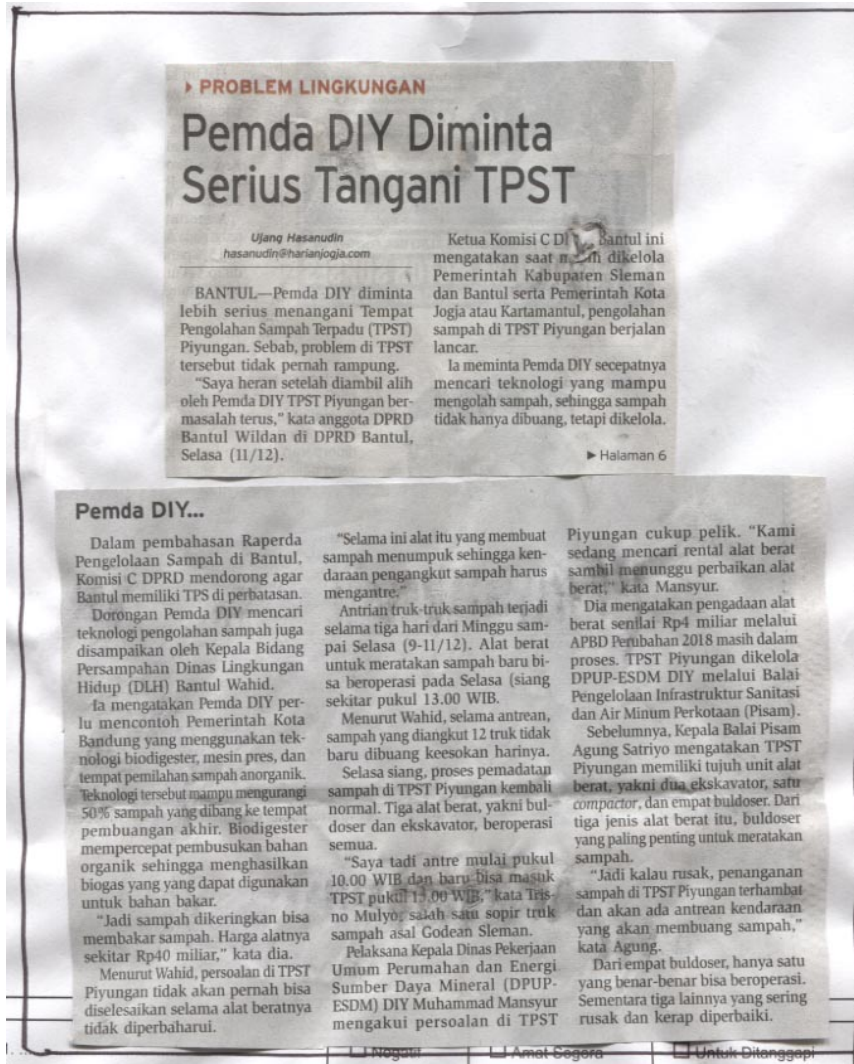 PROBLEM LINGKUNGAN
Pemda DIY Diminta
Serius Tangani TPST
Ujang Hasanudin
hasanudin@harianjogja.com
BANTUL—Pemda DIY diminta
lebih serius menangani Tempat
Pengolahan Sampah Terpadu (TPST)
Piyungan. Sebab, problem di TPST
tersebut tidak pernah rampung.
“Saya heran setelah diambil alih
oleh Pemda DIY TPST Piyungan ber-
masalah terus,” kata anggota DPRD
Bantul Wildan di DPRD Bantul,
Selasa (11/12).
Ketua Komisi C Bantul ini
mengatakan saat dikelola
Pemerintah Kabupaten Sleman
dan Bantul serta Pemerintah Kota
Jogja atau Kartamantul, pengolahan
sampah di TPST Piyungan berjalan
lancar.
Ia meminta Pemda DIY secepatnya
mencari teknologi yang mampu
mengolah sampah, sehingga sampah
tidak hanya dibuang, tetapi dikelola.
▶ Halaman 6
Pemda DIY...
Dalam pembahasan Raperda
Pengelolaan Sampah di Bantul,
Komisi C DPRD mendorong agar
Bantul memiliki TPS di perbatasan.
Dorongan Pemda DIY mencari
teknologi pengolahan sampah juga
disampaikan oleh Kepala Bidang
Persampahan Dinas Lingkungan
Hidup (DLH) Bantul Wahid.
Ia mengatakan Pemda DIY per-
lu mencontoh Pemerintah Kota
Bandung yang menggunakan tek-
nologi biodigester, mesin pres, dan
tempat pemilahan sampah anorganik.
Teknologi tersebut mampu mengurangi
50% sampah yang dibang ke tempat
pembuangan akhir. Biodigester
mempercepat pembusukan bahan
organik sehingga menghasilkan
biogas yang yang dapat digunakan
untuk bahan bakar.
“Jadi sampah dikeringkan bisa
membakar sampah. Harga alatnya
sekitar Rp40 miliar,” kata dia.
Menurut Wahid, persoalan di TPST
Piyungan tidak akan pernah bisa
diselesaikan selama alat beratnya
tidak diperbaharui.
“Selama ini alat itu yang membuat
sampah menumpuk sehingga ken-
daraan pengangkut sampah harus
mengantre.”
Antrian truk-truk sampah terjadi
selama tiga hari dari Minggu sam-
pai Selasa (9-11/12). Alat berat
untuk meratakan sampah baru bi-
sa beroperasi pada Selasa (siang
sekitar pukul 13.00 WIB.
Menurut Wahid, selama antrean,
sampah yang diangkut 12 truk tidak
baru dibuang keesokan harinya.
Selasa siang, proses pemadatan
sampah di TPST Piyungan kembali
normal. Tiga alat berat, yakni bul-
doser dan ekskavator, beroperasi
semua.
“Saya tadi antre mulai pukul
10.00 WIB dan baru bisa masuk
TPST pukul 13.00 WIB,” kata Tris-
no Mulyo, salah satu sopir truk
sampah asal Godean Sleman.
Pelaksana Kepala Dinas Pekerjaan
Umum Perumahan dan Energi
Sumber Daya Mineral (DPUP-
ESDM) DIY Muhammad Mansyur
mengakui persoalan di TPST
Piyungan cukup pelik. “Kami
sedang mencari rental alat berat
sambil menunggu perbaikan alat
berat,” kata Mansyur.
Dia mengatakan pengadaan alat
berat senilai Rp4 miliar melalui
APBD Perubahan 2018 masih dalam
proses. TPST Piyungan dikelola
DPUP-ESDM DIY melalui Balai
Pengelolaan Infrastruktur Sanitasi
dan Air Minum Perkotaan (Pisam).
Sebelumnya, Kepala Balai Pisam
Agung Satriyo mengatakan TPST
Piyungan memiliki tujuh unit alat
berat, yakni dua ekskavator, satu
compactor, dan empat buldoser. Dari
tiga jenis alat berat itu, buldoser
yang paling penting untuk meratakan
sampah.
“Jadi kalau rusak, penanganan
sampah di TPST Piyungan terhambat
dan akan ada antrean kendaraan
yang akan membuang sampah,”
kata Agung.
Dari empat buldoser, hanya satu
yang benar-benar bisa beroperasi.
Sementara tiga lainnya yang sering
rusak dan kerap diperbaiki.
Negatif
Amat Segera
Untuk Ditanggapi